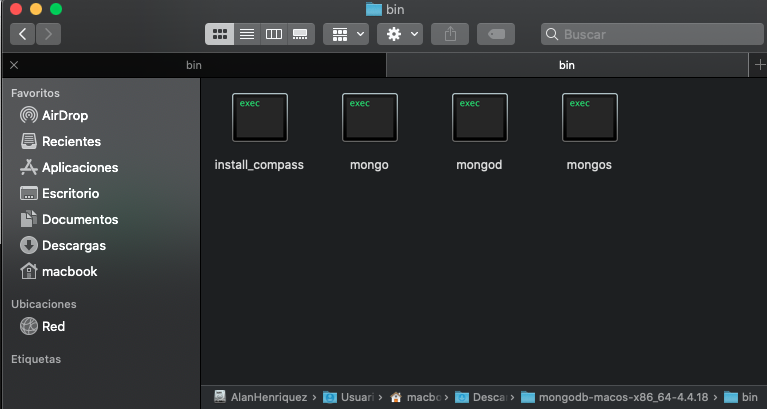 bin
Buscar
bin
bin
Favoritos
AirDrop
Recientes
Aplicaciones
Escritorio
Documentos
Descargas
macbook
Ubicaciones
Red
Etiquetas
exec
exec
exec
exec
install_compass
mongo
mongod
mongos
AlanHenriquez › Usuari › macbo › Descar › mongodb-macos-x86_64-4.4.18 › bin